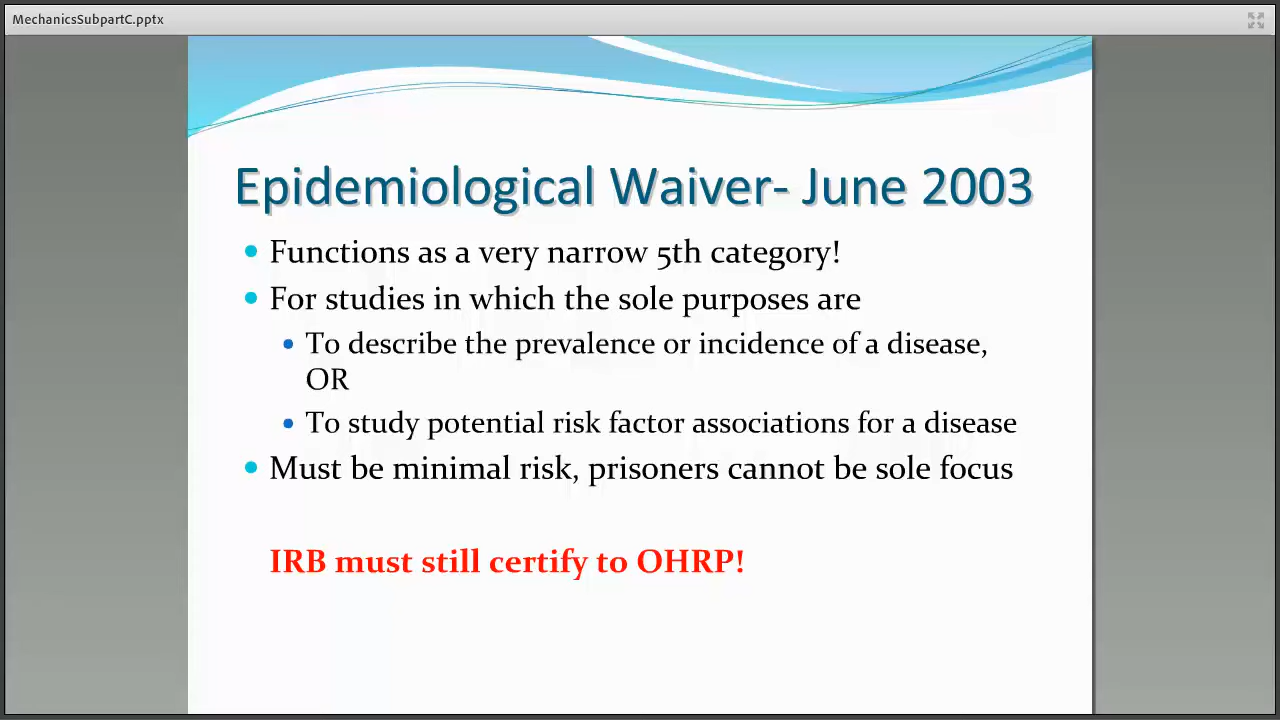 MechanicsSubpartC.pptx
Epidemiological Waiver- June 2003
Functions as a very narrow 5th category!
For studies in which the sole purposes are
To describe the prevalence or incidence of a disease,
OR
To study potential risk factor associations for a disease
Must be minimal risk, prisoners cannot be sole focus
IRB must still certify to OHRP!